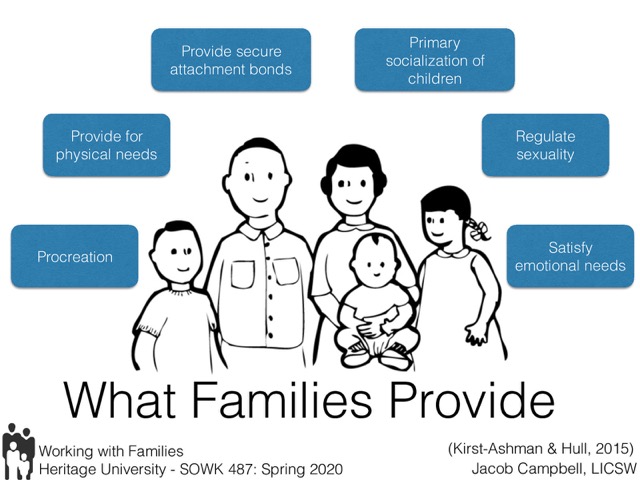 Provide secure
attachment bonds
Primary
socialization of
children
Provide for
physical needs
Regulate
sexuality
Procreation
Satisfy
emotional needs
What Families Provide
Working with Families
Heritage University - SOWK 487: Spring 2020
(Kirst-Ashman & Hull, 2015)
Jacob Campbell, LICSW